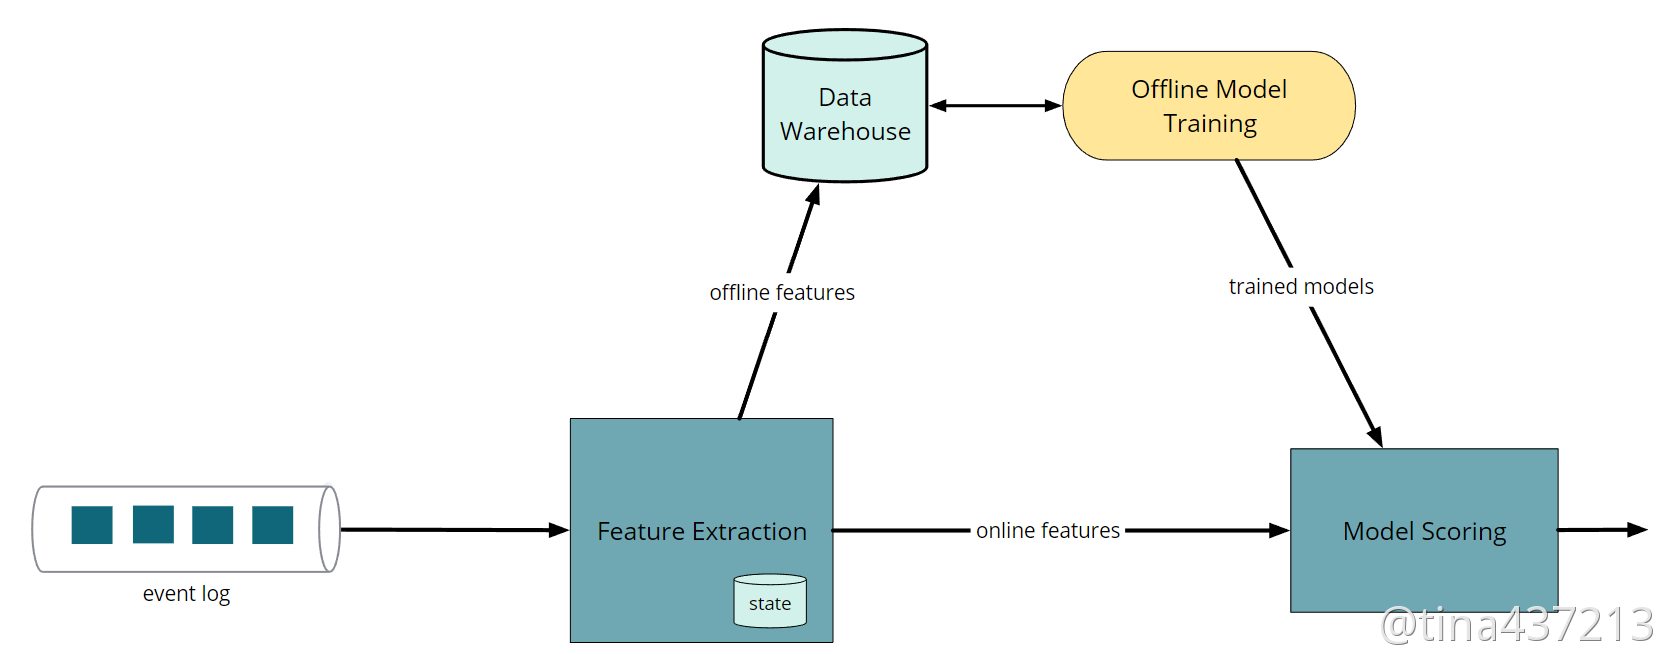 Data
Warehouse
Offline Model
Training
offline features
trained models
event log
Feature Extraction
state
online features
Model Scoring
@tina437213